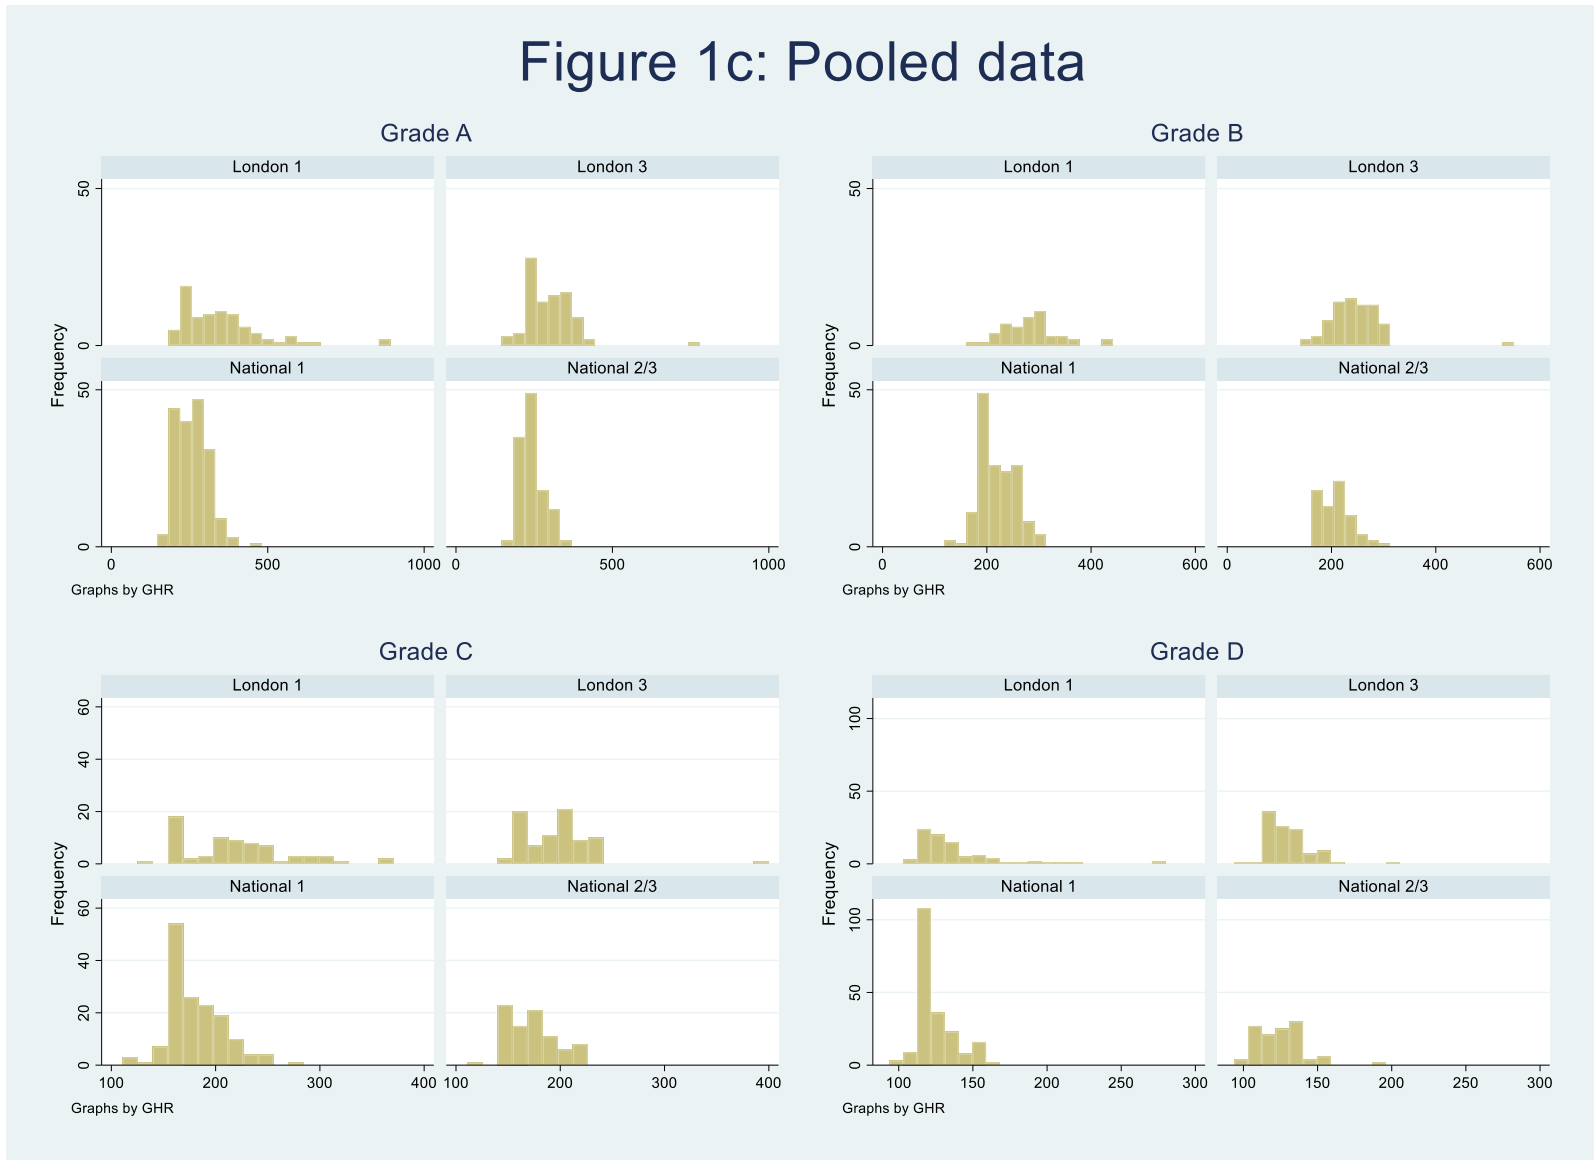 Figure 1c: Pooled data
Grade A
London 1
London 3
50
0
National 1
National 2/3
50
0
Frequency
0 500 1000
0 500 1000
Graphs by GHR
Grade B
London 1
London 3
50
0
National 1
National 2/3
50
0
Frequency
0 200 400 600
0 200 400 600
Graphs by GHR
Grade C
London 1
London 3
60
40
20
0
National 1
National 2/3
60
40
20
0
Frequency
100 200 300 400
100 200 300 400
Graphs by GHR
Grade D
London 1
London 3
100
50
0
National 1
National 2/3
100
50
0
Frequency
100 150 200 250 300
100 150 200 250 300
Graphs by GHR